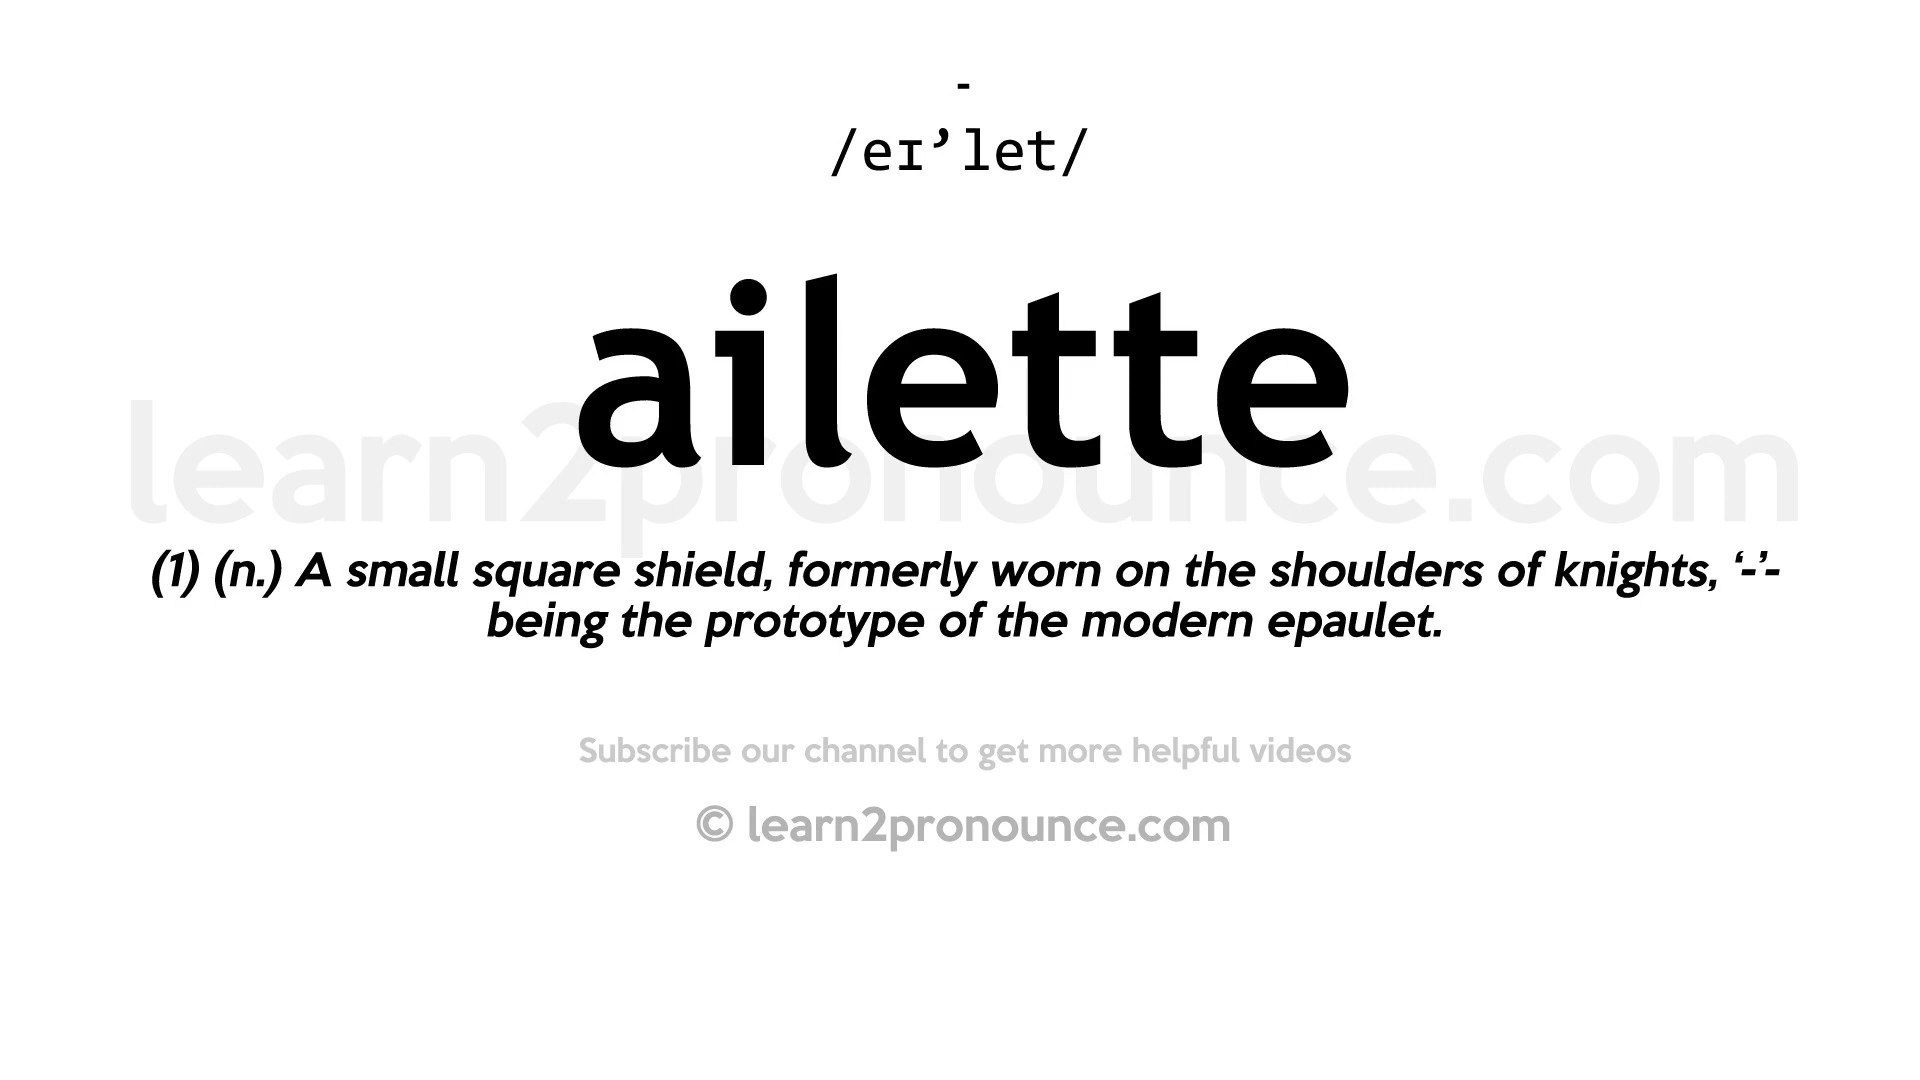 -
/eɪ’let/
ailette
learn2pronounce.com
(1) (n.) A small square shield, formerly worn on the shoulders of knights, ‘-’-
being the prototype of the modern epaulet.
Subscribe our channel to get more helpful videos
© learn2pronounce.com